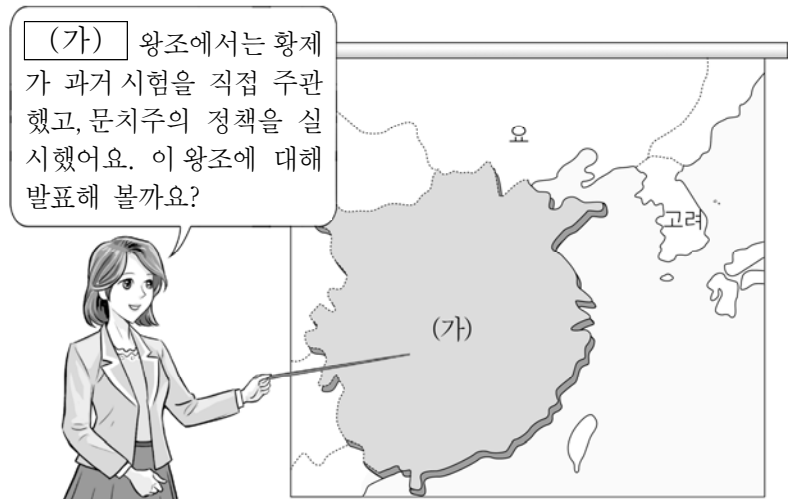 (가) 왕조에서는 황제
가 과거 시험을 직접 주관
했고, 문치주의 정책을 실
시했어요. 이 왕조에 대해
발표해 볼까요?
요
고려
(가)